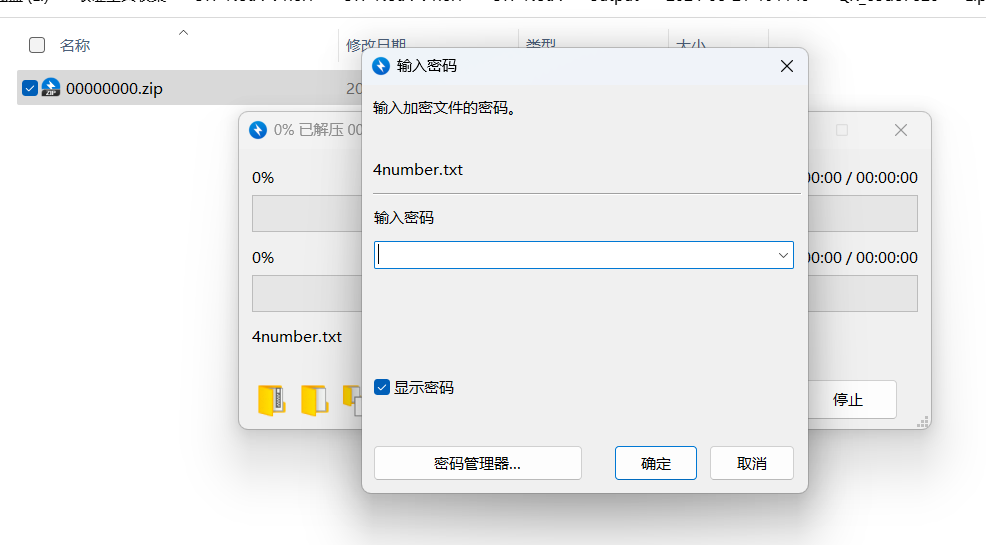 名称
修改日期
类型
大小
00000000.zip
20
输入密码
0% 已解压 00
输入加密文件的密码。
4number.txt
0%
00:00 / 00:00:00
输入密码
0%
00:00 / 00:00:00
4number.txt
显示密码
停止
密码管理器...
确定
取消